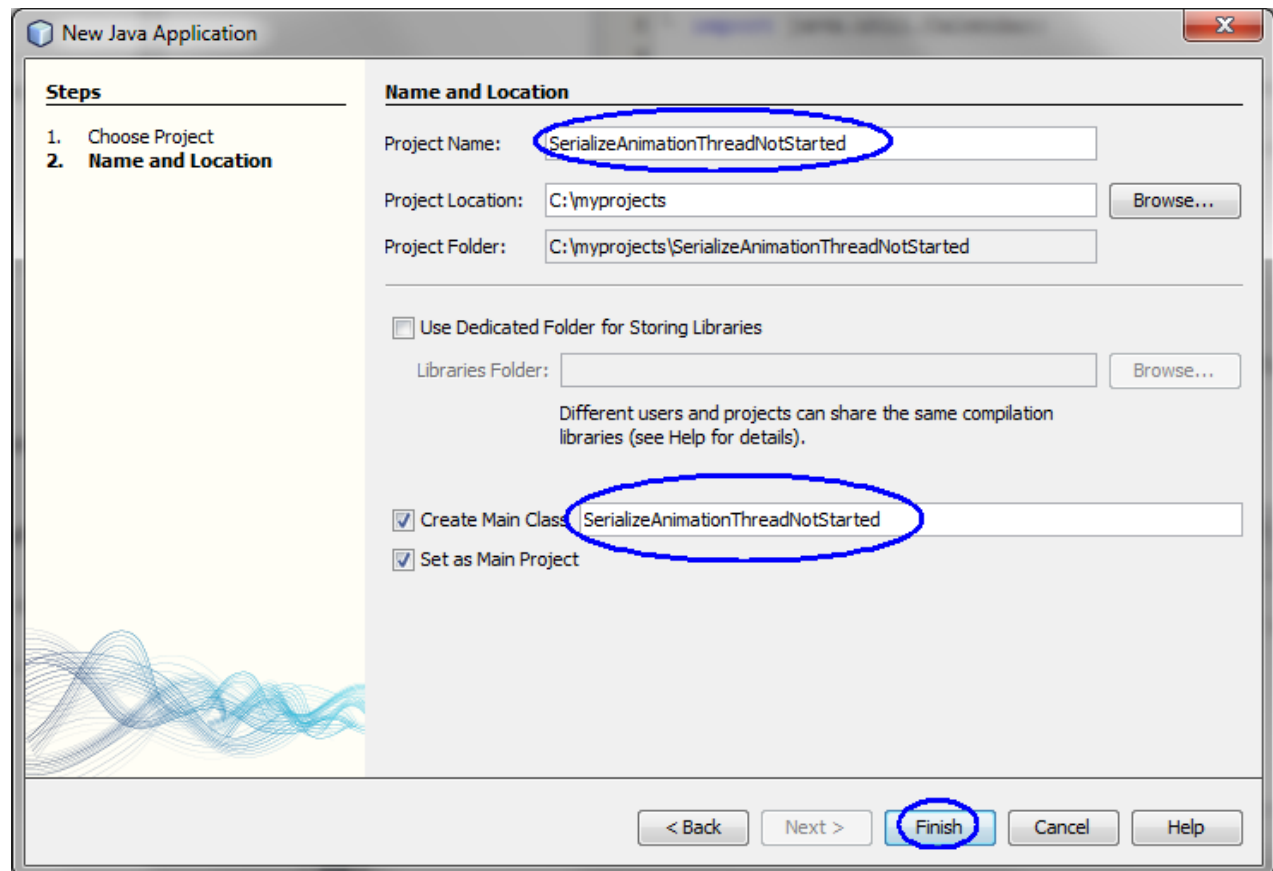 New Java Application
Steps
1. Choose Project
2. Name and Location
Name and Location
Project Name: SerializeAnimationThreadNotStarted
Project Location: C:\myprojects Browse...
Project Folder: C:\myprojects\SerializeAnimationThreadNotStarted
Use Dedicated Folder for Storing Libraries
Libraries Folder: Browse...
Different users and projects can share the same compilation
libraries (see Help for details).
Create Main Class SerializeAnimationThreadNotStarted
Set as Main Project
< Back Next > Finish Cancel Help